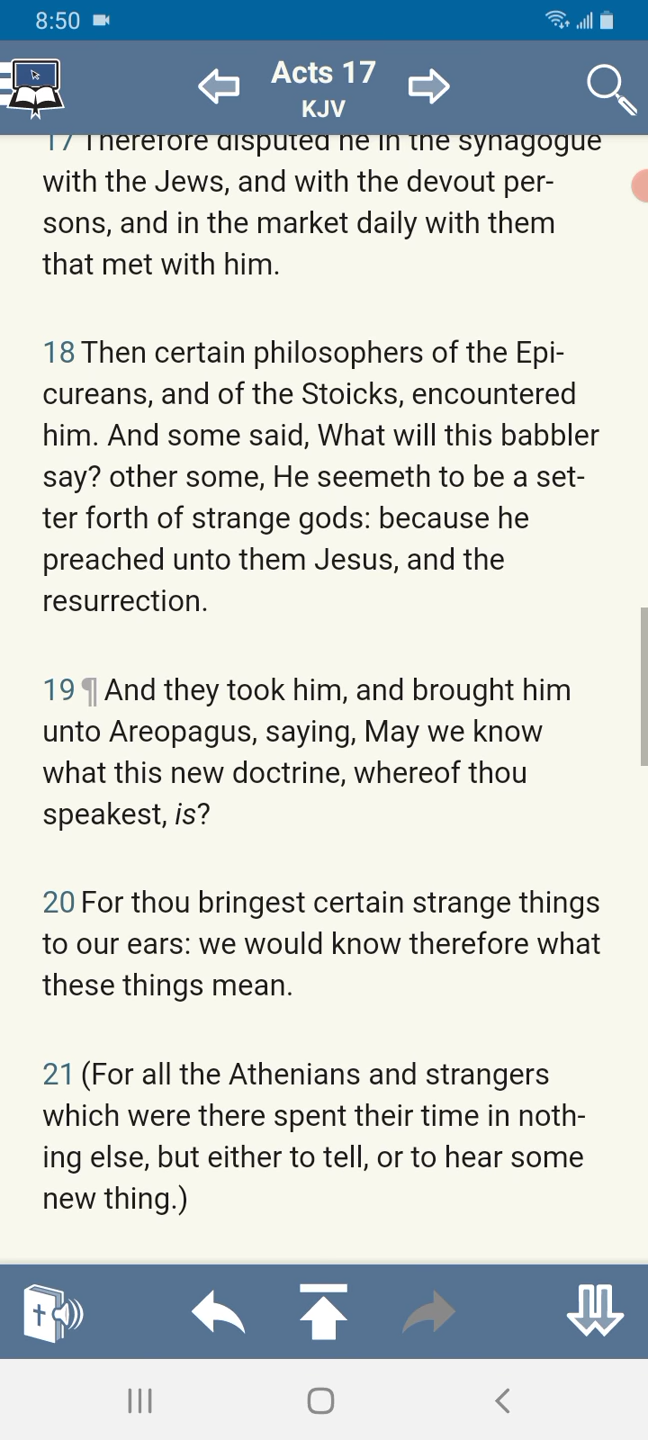 8:50
Acts 17
KJV
17 Therefore disputed he in the synagogue
with the Jews, and with the devout per-
sons, and in the market daily with them
that met with him.
18 Then certain philosophers of the Epi-
cureans, and of the Stoicks, encountered
him. And some said, What will this babbler
say? other some, He seemeth to be a set-
ter forth of strange gods: because he
preached unto them Jesus, and the
resurrection.
19 ¶ And they took him, and brought him
unto Areopagus, saying, May we know
what this new doctrine, whereof thou
speakest, is?
20 For thou bringest certain strange things
to our ears: we would know therefore what
these things mean.
21 (For all the Athenians and strangers
which were there spent their time in noth-
ing else, but either to tell, or to hear some
new thing.)